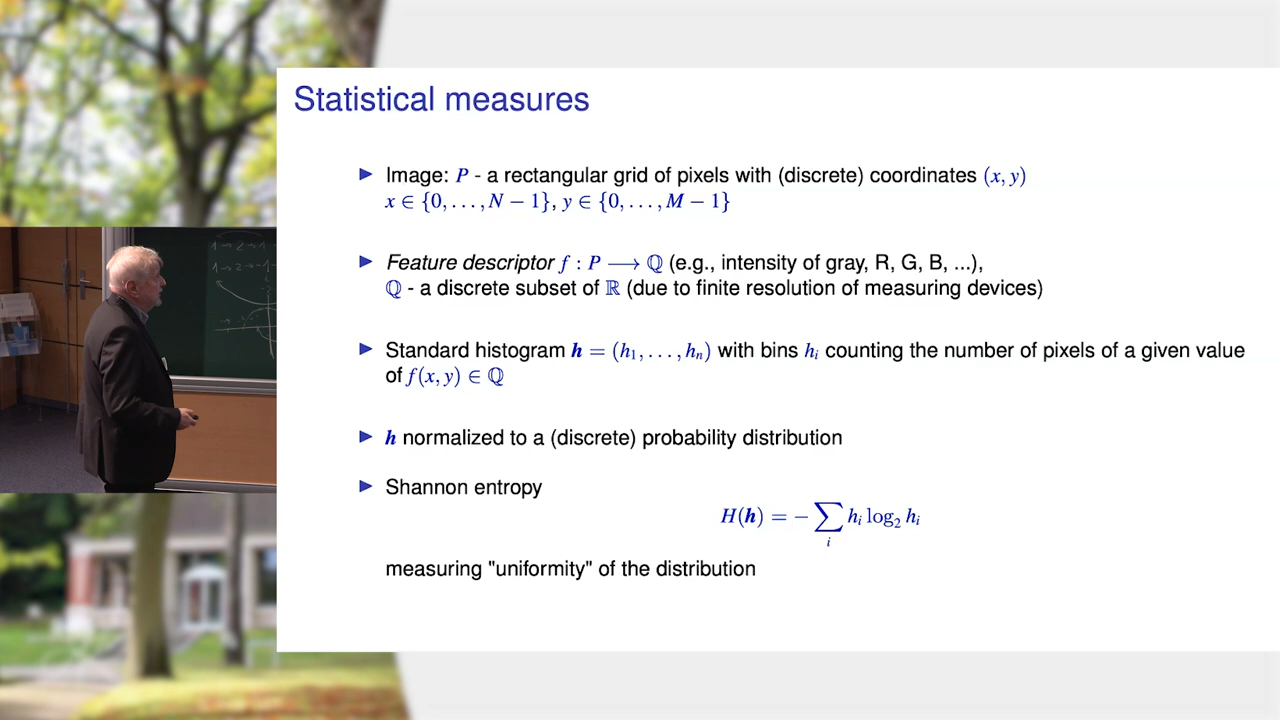 Statistical measures
▶ Image: P - a rectangular grid of pixels with (discrete) coordinates (x, y)
x ∈ {0, . . . , N − 1}, y ∈ {0, . . . , M − 1}
▶ Feature descriptor f : P ⟶ ℚ (e.g., intensity of gray, R, G, B, ...),
ℚ - a discrete subset of ℝ (due to finite resolution of measuring devices)
▶ Standard histogram h = (h₁, . . . , hₙ) with bins hᵢ counting the number of pixels of a given value
of f(x, y) ∈ ℚ
▶ h normalized to a (discrete) probability distribution
▶ Shannon entropy
H(h) = − ∑ᵢ hᵢ log₂ hᵢ
measuring "uniformity" of the distribution